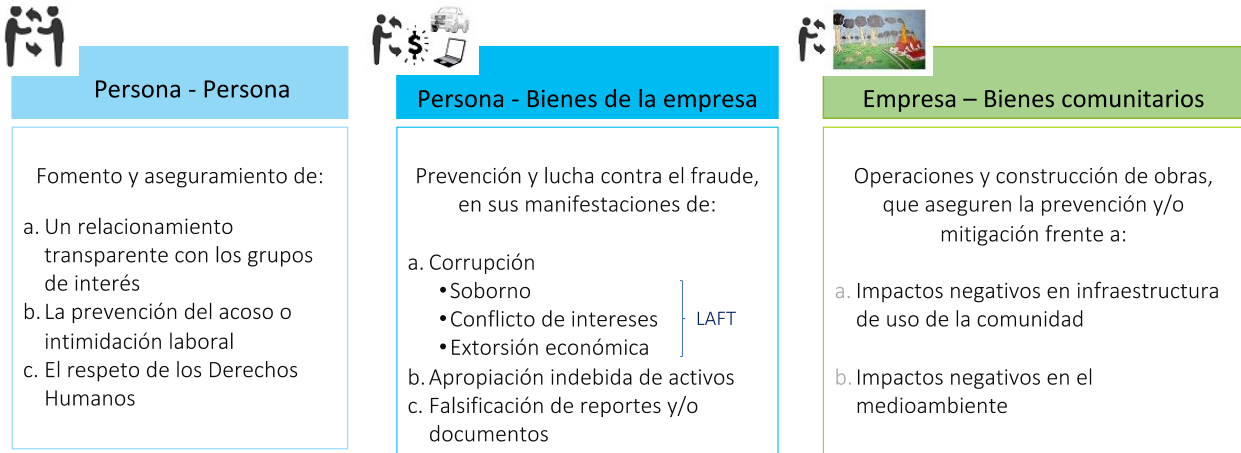 Persona - Persona
Fomento y aseguramiento de:
a. Un relacionamiento
transparente con los grupos
de interés
b. La prevención del acoso o
intimidación laboral
c. El respeto de los Derechos
Humanos
$
Persona - Bienes de la empresa
Prevención y lucha contra el fraude,
en sus manifestaciones de:
a. Corrupción
•Soborno
•Conflicto de intereses
•Extorsión económica
LAFT
b. Apropiación indebida de activos
c. Falsificación de reportes y/o
documentos
Empresa – Bienes comunitarios
Operaciones y construcción de obras,
que aseguren la prevención y/o
mitigación frente a:
a. Impactos negativos en infraestructura
de uso de la comunidad
b. Impactos negativos en el
medioambiente